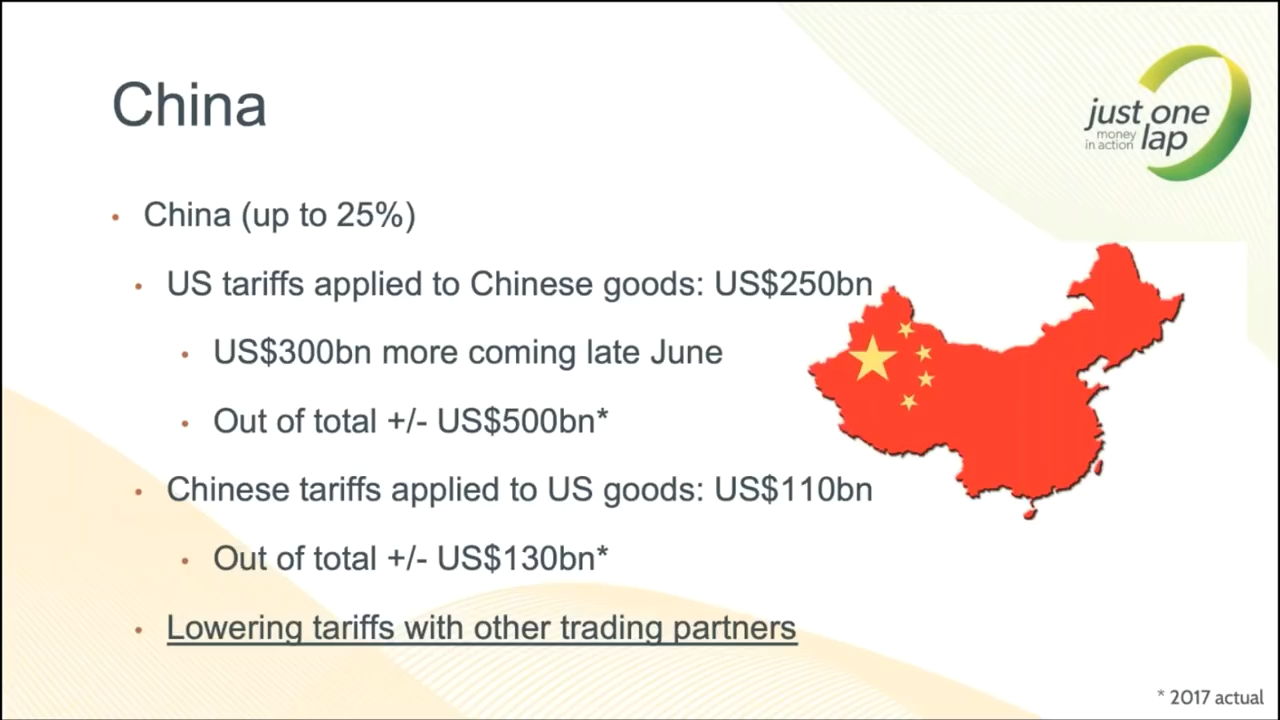 China
just one
money
in action lap
China (up to 25%)
US tariffs applied to Chinese goods: US$250bn
US$300bn more coming late June
Out of total +/- US$500bn*
Chinese tariffs applied to US goods: US$110bn
Out of total +/- US$130bn*
Lowering tariffs with other trading partners
* 2017 actual